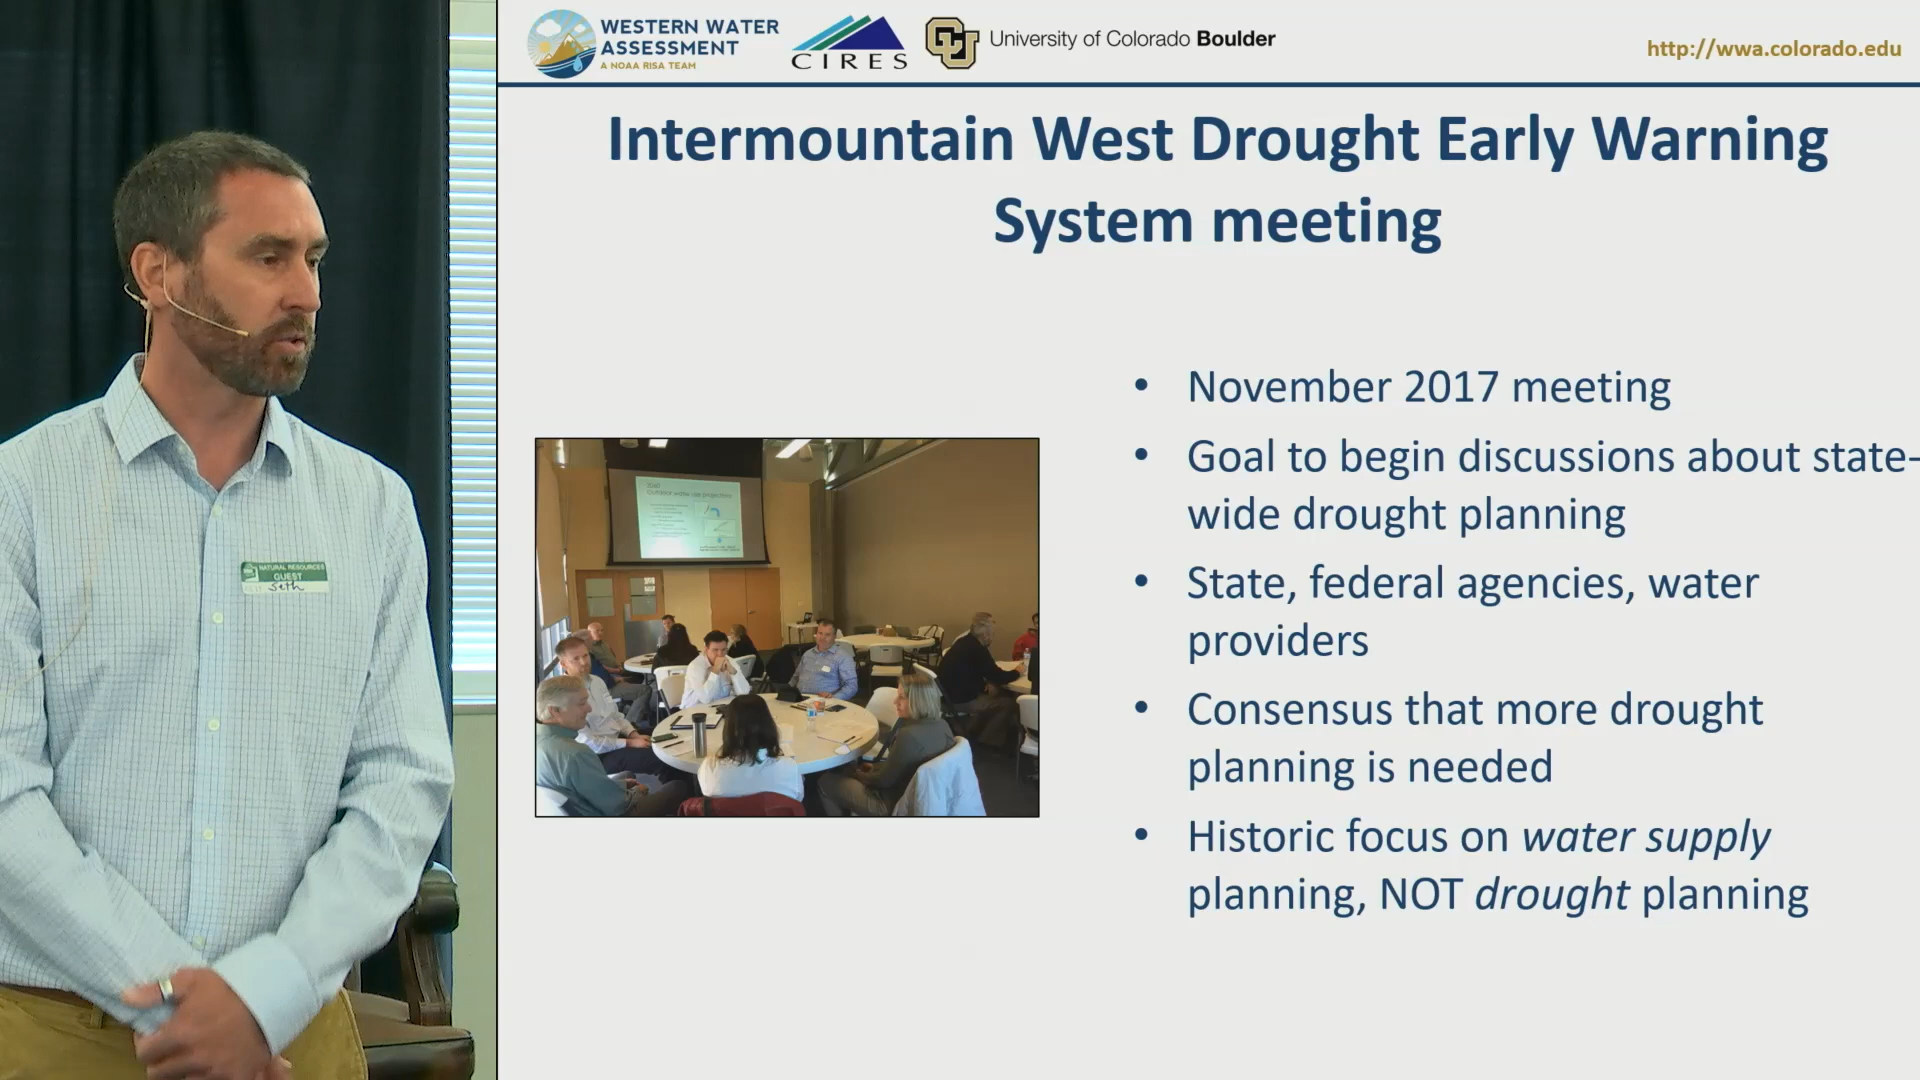 WESTERN WATER
ASSESSMENT
A NOAA RISA TEAM
CIRES
CU
University of Colorado Boulder
http://wwa.colorado.edu
Intermountain West Drought Early Warning
System meeting
• November 2017 meeting
• Goal to begin discussions about state-
wide drought planning
• State, federal agencies, water
providers
• Consensus that more drought
planning is needed
• Historic focus on water supply
planning, NOT drought planning
NATURAL RESOURCES
GUEST
Seth